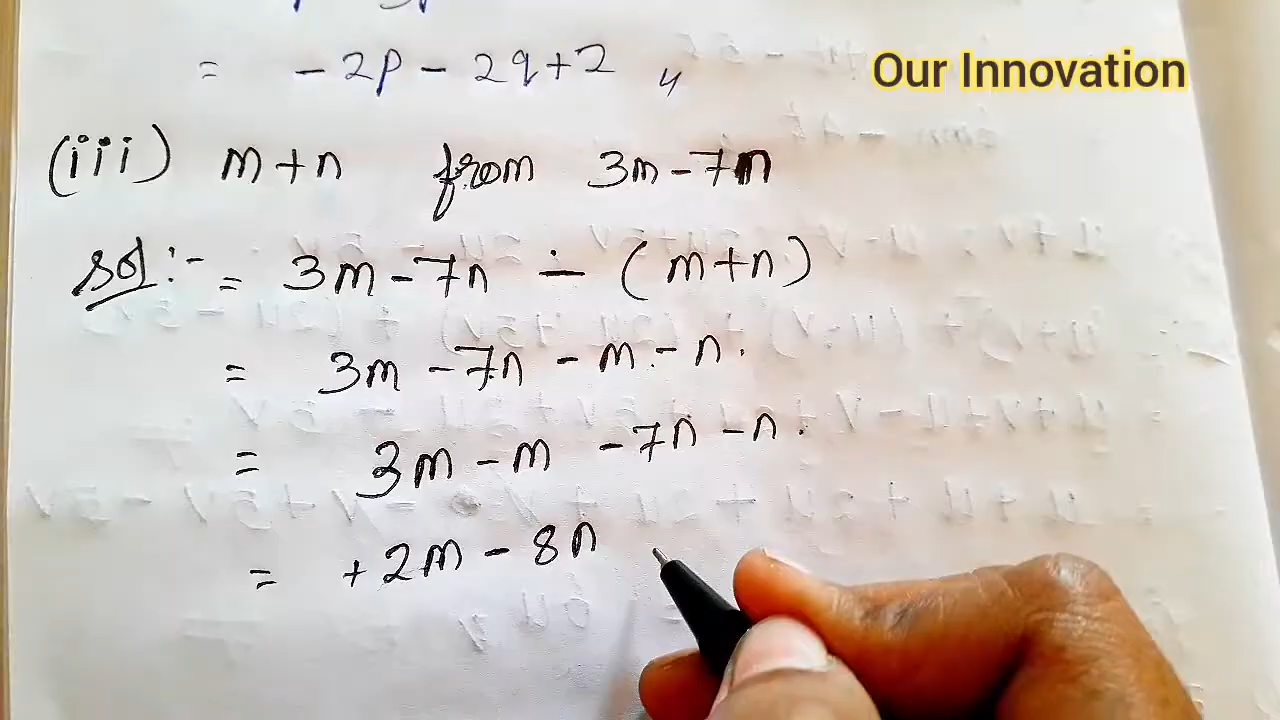 = -2p - 2q + 2 "
Our Innovation
(iii) m+n from 3m-7n
Sol :- = 3m-7n - (m+n)
= 3m - 7n - m - n.
= 3m - m - 7n - n.
= +2m - 8n